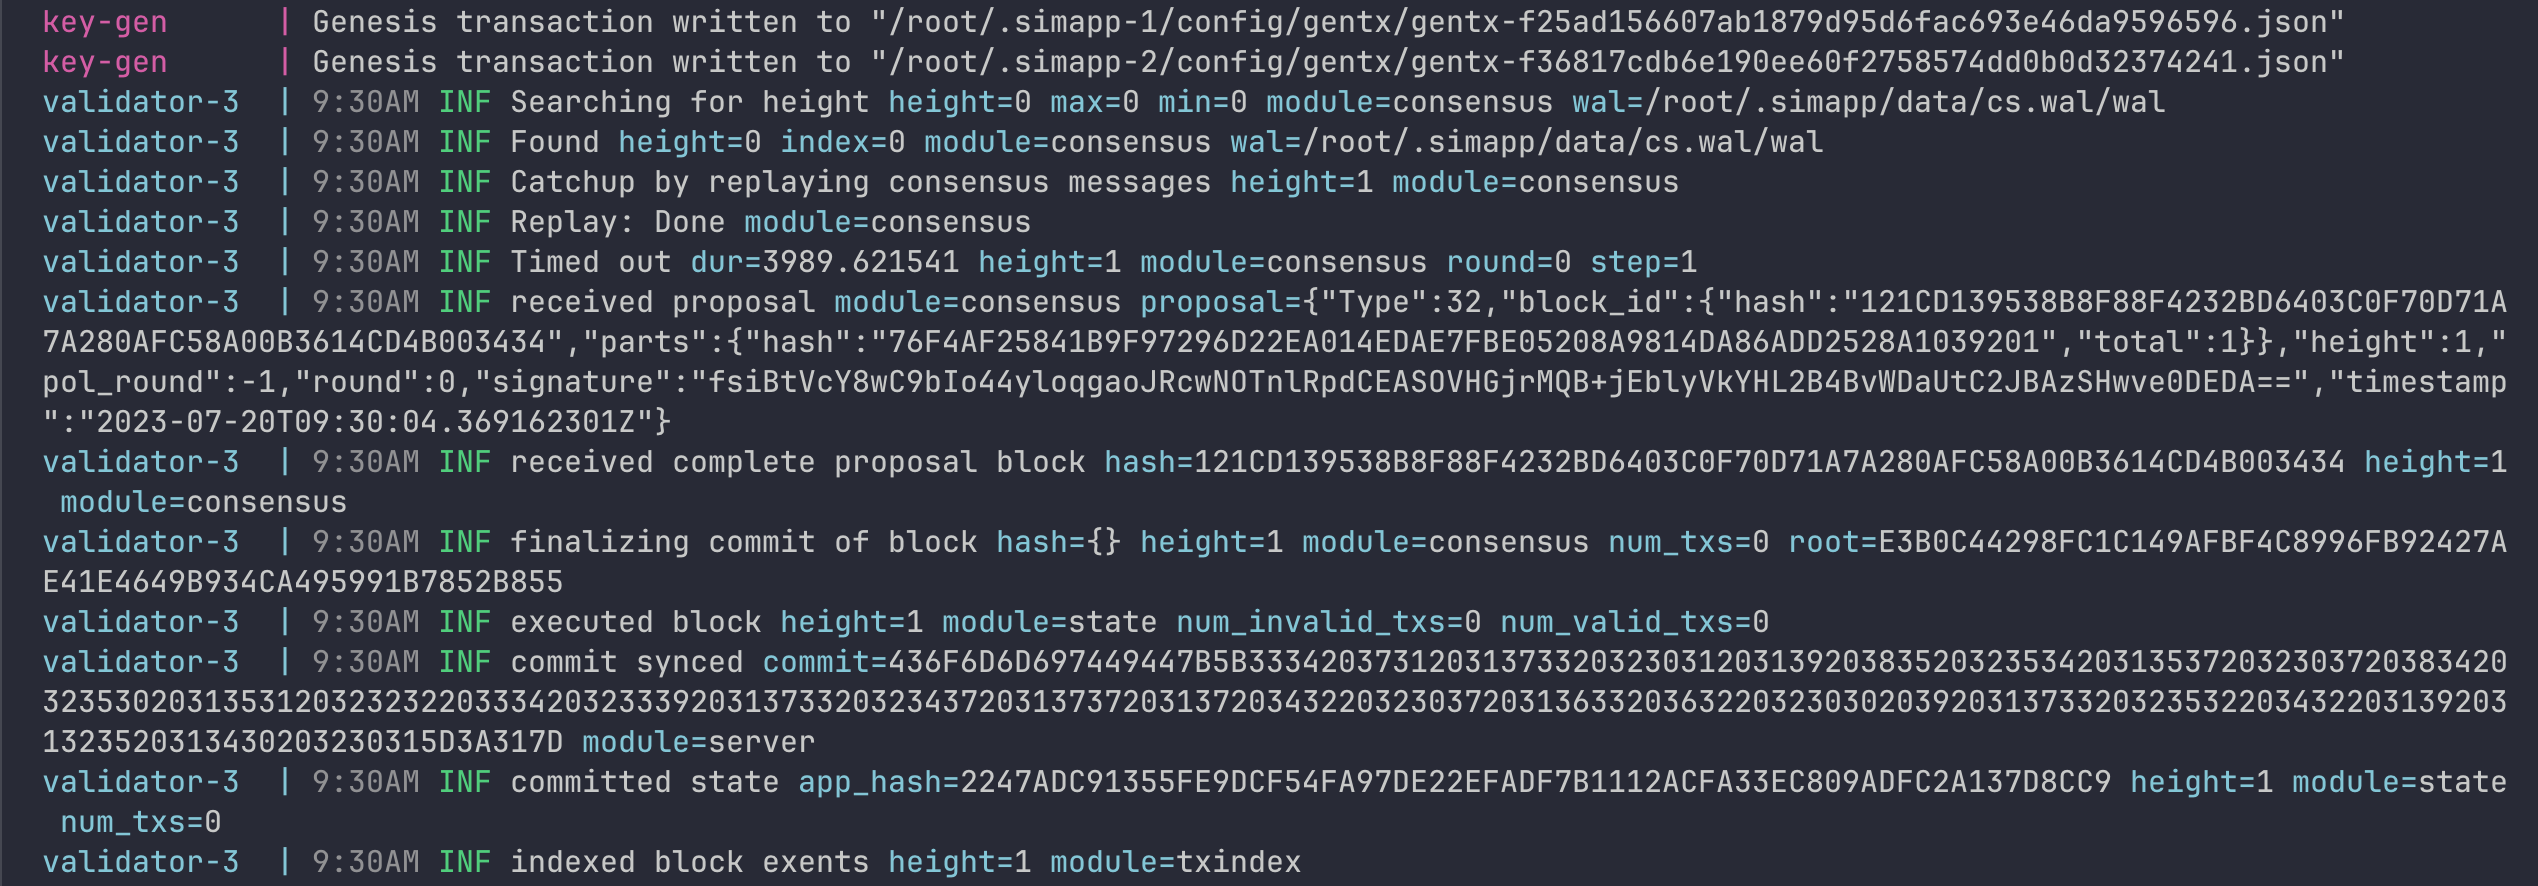 key-gen      | Genesis transaction written to "/root/.simapp-1/config/gentx/gentx-f25ad156607ab1879d95d6fac693e46da9596596.json"
key-gen      | Genesis transaction written to "/root/.simapp-2/config/gentx/gentx-f36817cdb6e190ee60f2758574dd0b0d32374241.json"
validator-3  | 9:30AM INF Searching for height height=0 max=0 min=0 module=consensus wal=/root/.simapp/data/cs.wal/wal
validator-3  | 9:30AM INF Found height=0 index=0 module=consensus wal=/root/.simapp/data/cs.wal/wal
validator-3  | 9:30AM INF Catchup by replaying consensus messages height=1 module=consensus
validator-3  | 9:30AM INF Replay: Done module=consensus
validator-3  | 9:30AM INF Timed out dur=3989.621541 height=1 module=consensus round=0 step=1
validator-3  | 9:30AM INF received proposal module=consensus proposal={"Type":32,"block_id":{"hash":"121CD139538B8F88F4232BD6403C0F70D71A
7A280AFC58A00B3614CD4B003434","parts":{"hash":"76F4AF25841B9F97296D22EA014EDAE7FBE05208A9814DA86ADD2528A1039201","total":1}},"height":1,"
pol_round":-1,"round":0,"signature":"fsiBtVcY8wC9bIo44yloqgaoJRcwNOTnlRpdCEASOVHGjrMQB+jEblyVkYHL2B4BvWDaUtC2JBAzSHwve0DEDA==","timestamp
":"2023-07-20T09:30:04.369162301Z"}
validator-3  | 9:30AM INF received complete proposal block hash=121CD139538B8F88F4232BD6403C0F70D71A7A280AFC58A00B3614CD4B003434 height=1
 module=consensus
validator-3  | 9:30AM INF finalizing commit of block hash={} height=1 module=consensus num_txs=0 root=E3B0C44298FC1C149AFBF4C8996FB92427A
E41E4649B934CA495991B7852B855
validator-3  | 9:30AM INF executed block height=1 module=state num_invalid_txs=0 num_valid_txs=0
validator-3  | 9:30AM INF commit synced commit=436F6D6D697449447B5B3334203731203137332032303120313920383520323534203135372032303720383420
323530203135312032323220333420323339203137332032343720313737203137203432203230372031363320363220323030203920313733203235322034322031392031
32352031343020323031​5D3A317D module=server
validator-3  | 9:30AM INF committed state app_hash=2247ADC91355FE9DCF54FA97DE22EFADF7B1112ACFA33EC809ADFC2A137D8CC9 height=1 module=state
 num_txs=0
validator-3  | 9:30AM INF indexed block exents height=1 module=txindex